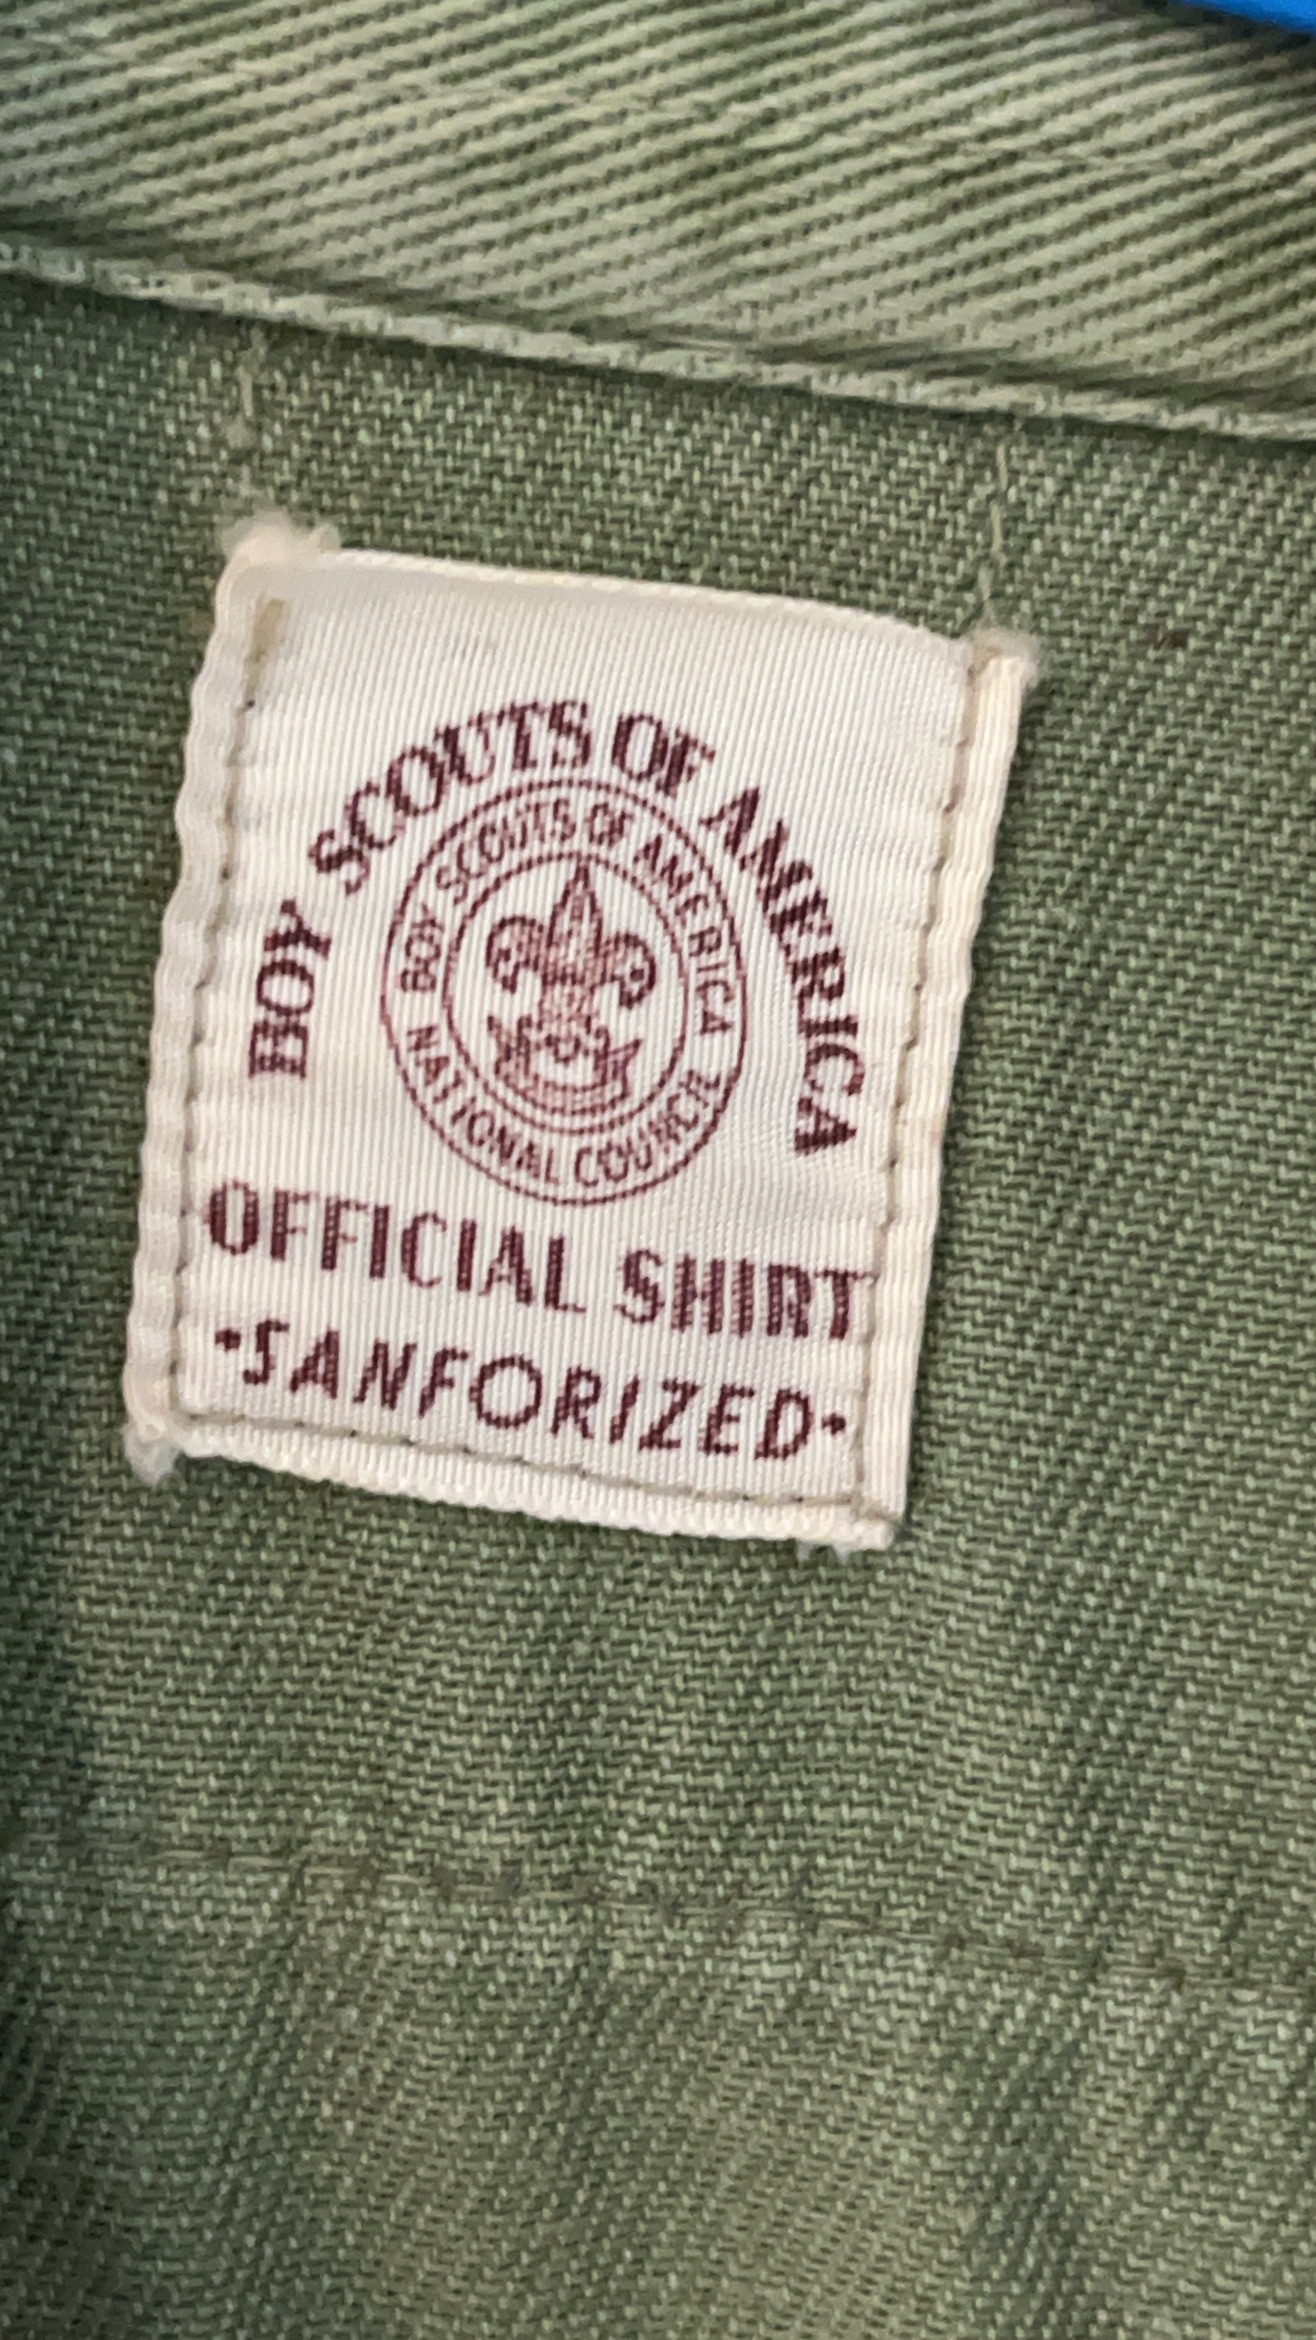 BOY SCOUTS OF AMERICA
BOY SCOUTS OF AMERICA
NATIONAL COUNCIL
OFFICIAL SHIRT
·SANFORIZED·